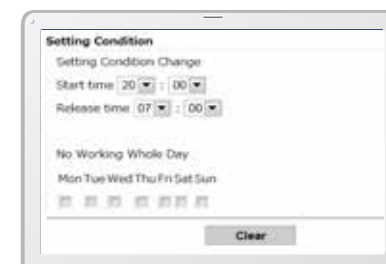 Setting Condition
Setting Condition Change
Start time 20 : 00
Release time 07 : 00
No Working Whole Day
Mon Tue Wed Thu Fri Sat Sun
Clear